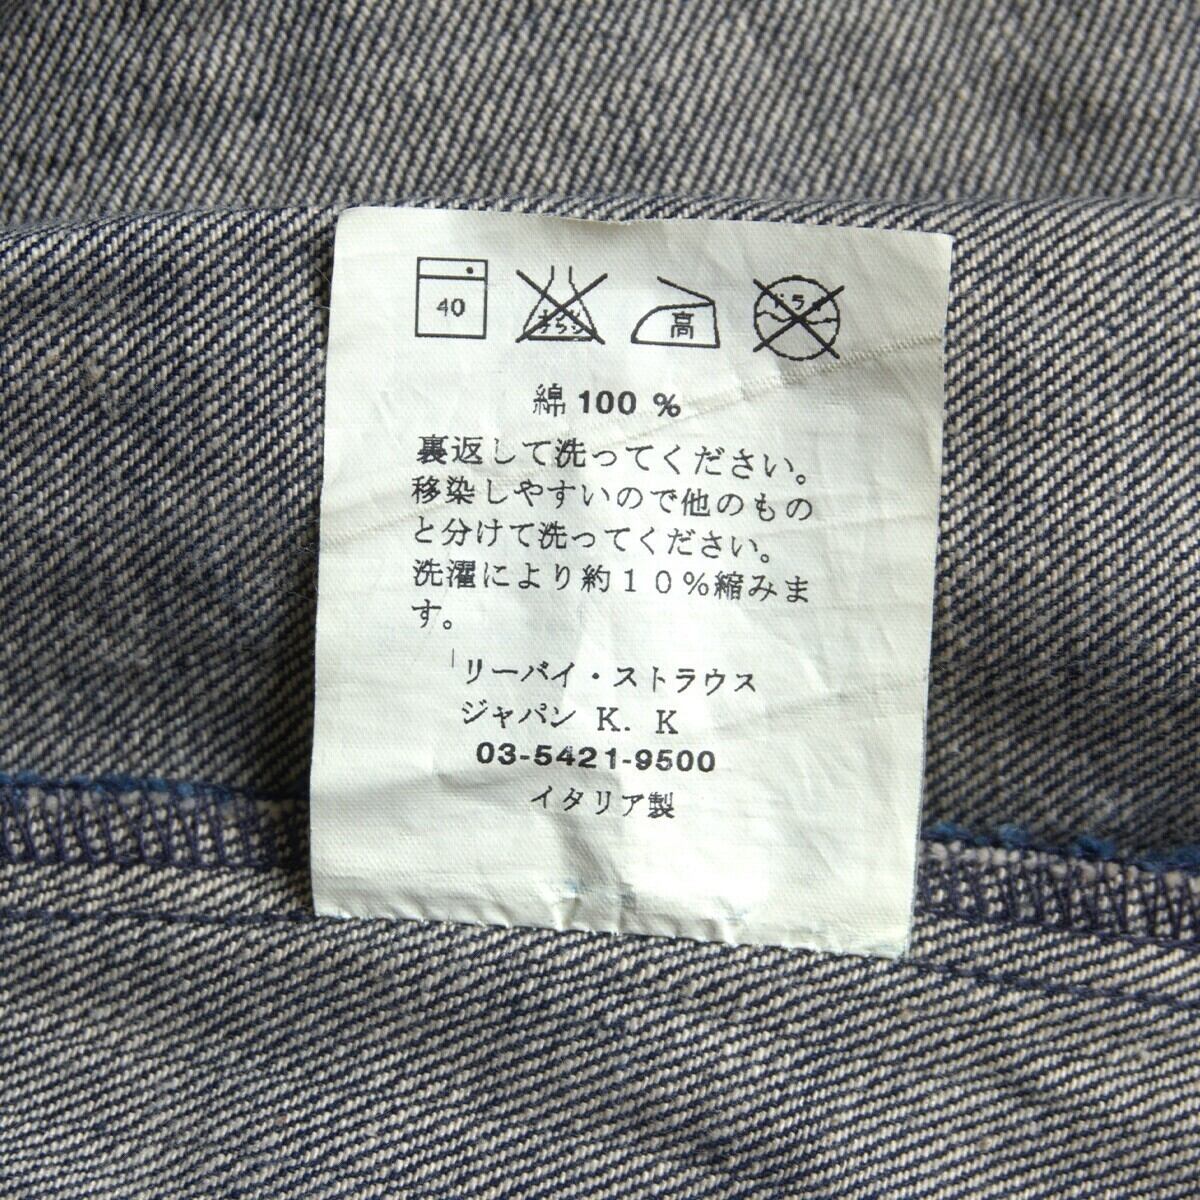 40
高
綿 100 %
裏返して洗ってください。
移染しやすいので他のもの
と分けて洗ってください。
洗濯により約１０％縮みま
す。
リーバイ・ストラウス
ジャパン K. K
03-5421-9500
イタリア製